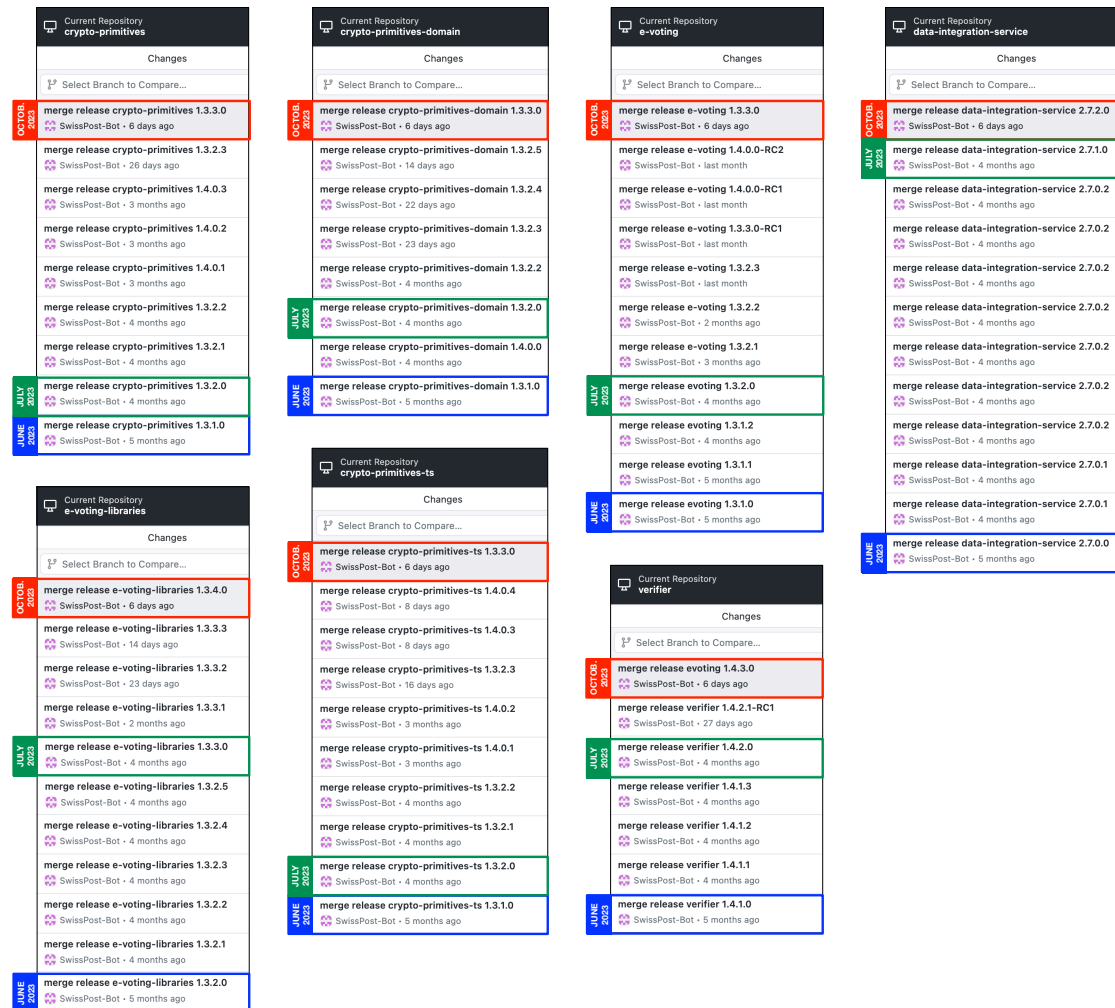 Current Repository
crypto-primitives
Changes
Select Branch to Compare...
OCTOB.
2023
merge release crypto-primitives 1.3.3.0
SwissPost-Bot • 6 days ago
merge release crypto-primitives 1.3.2.3
SwissPost-Bot • 26 days ago
merge release crypto-primitives 1.4.0.3
SwissPost-Bot • 3 months ago
merge release crypto-primitives 1.4.0.2
SwissPost-Bot • 3 months ago
merge release crypto-primitives 1.4.0.1
SwissPost-Bot • 3 months ago
merge release crypto-primitives 1.3.2.2
SwissPost-Bot • 4 months ago
merge release crypto-primitives 1.3.2.1
SwissPost-Bot • 4 months ago
JULY
2023
merge release crypto-primitives 1.3.2.0
SwissPost-Bot • 4 months ago
JUNE
2023
merge release crypto-primitives 1.3.1.0
SwissPost-Bot • 5 months ago
Current Repository
e-voting-libraries
Changes
Select Branch to Compare...
OCTOB.
2023
merge release e-voting-libraries 1.3.4.0
SwissPost-Bot • 6 days ago
merge release e-voting-libraries 1.3.3.3
SwissPost-Bot • 14 days ago
merge release e-voting-libraries 1.3.3.2
SwissPost-Bot • 23 days ago
merge release e-voting-libraries 1.3.3.1
SwissPost-Bot • 2 months ago
JULY
2023
merge release e-voting-libraries 1.3.3.0
SwissPost-Bot • 4 months ago
merge release e-voting-libraries 1.3.2.5
SwissPost-Bot • 4 months ago
merge release e-voting-libraries 1.3.2.4
SwissPost-Bot • 4 months ago
merge release e-voting-libraries 1.3.2.3
SwissPost-Bot • 4 months ago
merge release e-voting-libraries 1.3.2.2
SwissPost-Bot • 4 months ago
merge release e-voting-libraries 1.3.2.1
SwissPost-Bot • 4 months ago
JUNE
2023
merge release e-voting-libraries 1.3.2.0
SwissPost-Bot • 5 months ago
Current Repository
crypto-primitives-domain
Changes
Select Branch to Compare...
OCTOB.
2023
merge release crypto-primitives-domain 1.3.3.0
SwissPost-Bot • 6 days ago
merge release crypto-primitives-domain 1.3.2.5
SwissPost-Bot • 14 days ago
merge release crypto-primitives-domain 1.3.2.4
SwissPost-Bot • 22 days ago
merge release crypto-primitives-domain 1.3.2.3
SwissPost-Bot • 23 days ago
merge release crypto-primitives-domain 1.3.2.2
SwissPost-Bot • 4 months ago
JULY
2023
merge release crypto-primitives-domain 1.3.2.0
SwissPost-Bot • 4 months ago
merge release crypto-primitives-domain 1.4.0.0
SwissPost-Bot • 4 months ago
JUNE
2023
merge release crypto-primitives-domain 1.3.1.0
SwissPost-Bot • 5 months ago
Current Repository
crypto-primitives-ts
Changes
Select Branch to Compare...
OCTOB.
2023
merge release crypto-primitives-ts 1.3.3.0
SwissPost-Bot • 6 days ago
merge release crypto-primitives-ts 1.4.0.4
SwissPost-Bot • 8 days ago
merge release crypto-primitives-ts 1.4.0.3
SwissPost-Bot • 8 days ago
merge release crypto-primitives-ts 1.3.2.3
SwissPost-Bot • 16 days ago
merge release crypto-primitives-ts 1.4.0.2
SwissPost-Bot • 3 months ago
merge release crypto-primitives-ts 1.4.0.1
SwissPost-Bot • 3 months ago
merge release crypto-primitives-ts 1.3.2.2
SwissPost-Bot • 4 months ago
merge release crypto-primitives-ts 1.3.2.1
SwissPost-Bot • 4 months ago
JULY
2023
merge release crypto-primitives-ts 1.3.2.0
SwissPost-Bot • 4 months ago
JUNE
2023
merge release crypto-primitives-ts 1.3.1.0
SwissPost-Bot • 5 months ago
Current Repository
e-voting
Changes
Select Branch to Compare...
OCTOB.
2023
merge release e-voting 1.3.3.0
SwissPost-Bot • 6 days ago
merge release e-voting 1.4.0.0-RC2
SwissPost-Bot • last month
merge release e-voting 1.4.0.0-RC1
SwissPost-Bot • last month
merge release e-voting 1.3.3.0-RC1
SwissPost-Bot • last month
merge release e-voting 1.3.2.3
SwissPost-Bot • last month
merge release e-voting 1.3.2.2
SwissPost-Bot • 2 months ago
merge release e-voting 1.3.2.1
SwissPost-Bot • 3 months ago
JULY
2023
merge release evoting 1.3.2.0
SwissPost-Bot • 4 months ago
merge release evoting 1.3.1.2
SwissPost-Bot • 4 months ago
merge release evoting 1.3.1.1
SwissPost-Bot • 5 months ago
JUNE
2023
merge release evoting 1.3.1.0
SwissPost-Bot • 5 months ago
Current Repository
verifier
Changes
Select Branch to Compare...
OCTOB.
2023
merge release evoting 1.4.3.0
SwissPost-Bot • 6 days ago
merge release verifier 1.4.2.1-RC1
SwissPost-Bot • 27 days ago
JULY
2023
merge release verifier 1.4.2.0
SwissPost-Bot • 4 months ago
merge release verifier 1.4.1.3
SwissPost-Bot • 4 months ago
merge release verifier 1.4.1.2
SwissPost-Bot • 4 months ago
merge release verifier 1.4.1.1
SwissPost-Bot • 4 months ago
JUNE
2023
merge release verifier 1.4.1.0
SwissPost-Bot • 5 months ago
Current Repository
data-integration-service
Changes
Select Branch to Compare...
OCTOB.
2023
merge release data-integration-service 2.7.2.0
SwissPost-Bot • 6 days ago
JULY
2023
merge release data-integration-service 2.7.1.0
SwissPost-Bot • 4 months ago
merge release data-integration-service 2.7.0.2
SwissPost-Bot • 4 months ago
merge release data-integration-service 2.7.0.2
SwissPost-Bot • 4 months ago
merge release data-integration-service 2.7.0.2
SwissPost-Bot • 4 months ago
merge release data-integration-service 2.7.0.2
SwissPost-Bot • 4 months ago
merge release data-integration-service 2.7.0.2
SwissPost-Bot • 4 months ago
merge release data-integration-service 2.7.0.2
SwissPost-Bot • 4 months ago
merge release data-integration-service 2.7.0.2
SwissPost-Bot • 4 months ago
merge release data-integration-service 2.7.0.1
SwissPost-Bot • 4 months ago
merge release data-integration-service 2.7.0.1
SwissPost-Bot • 4 months ago
JUNE
2023
merge release data-integration-service 2.7.0.0
SwissPost-Bot • 5 months ago